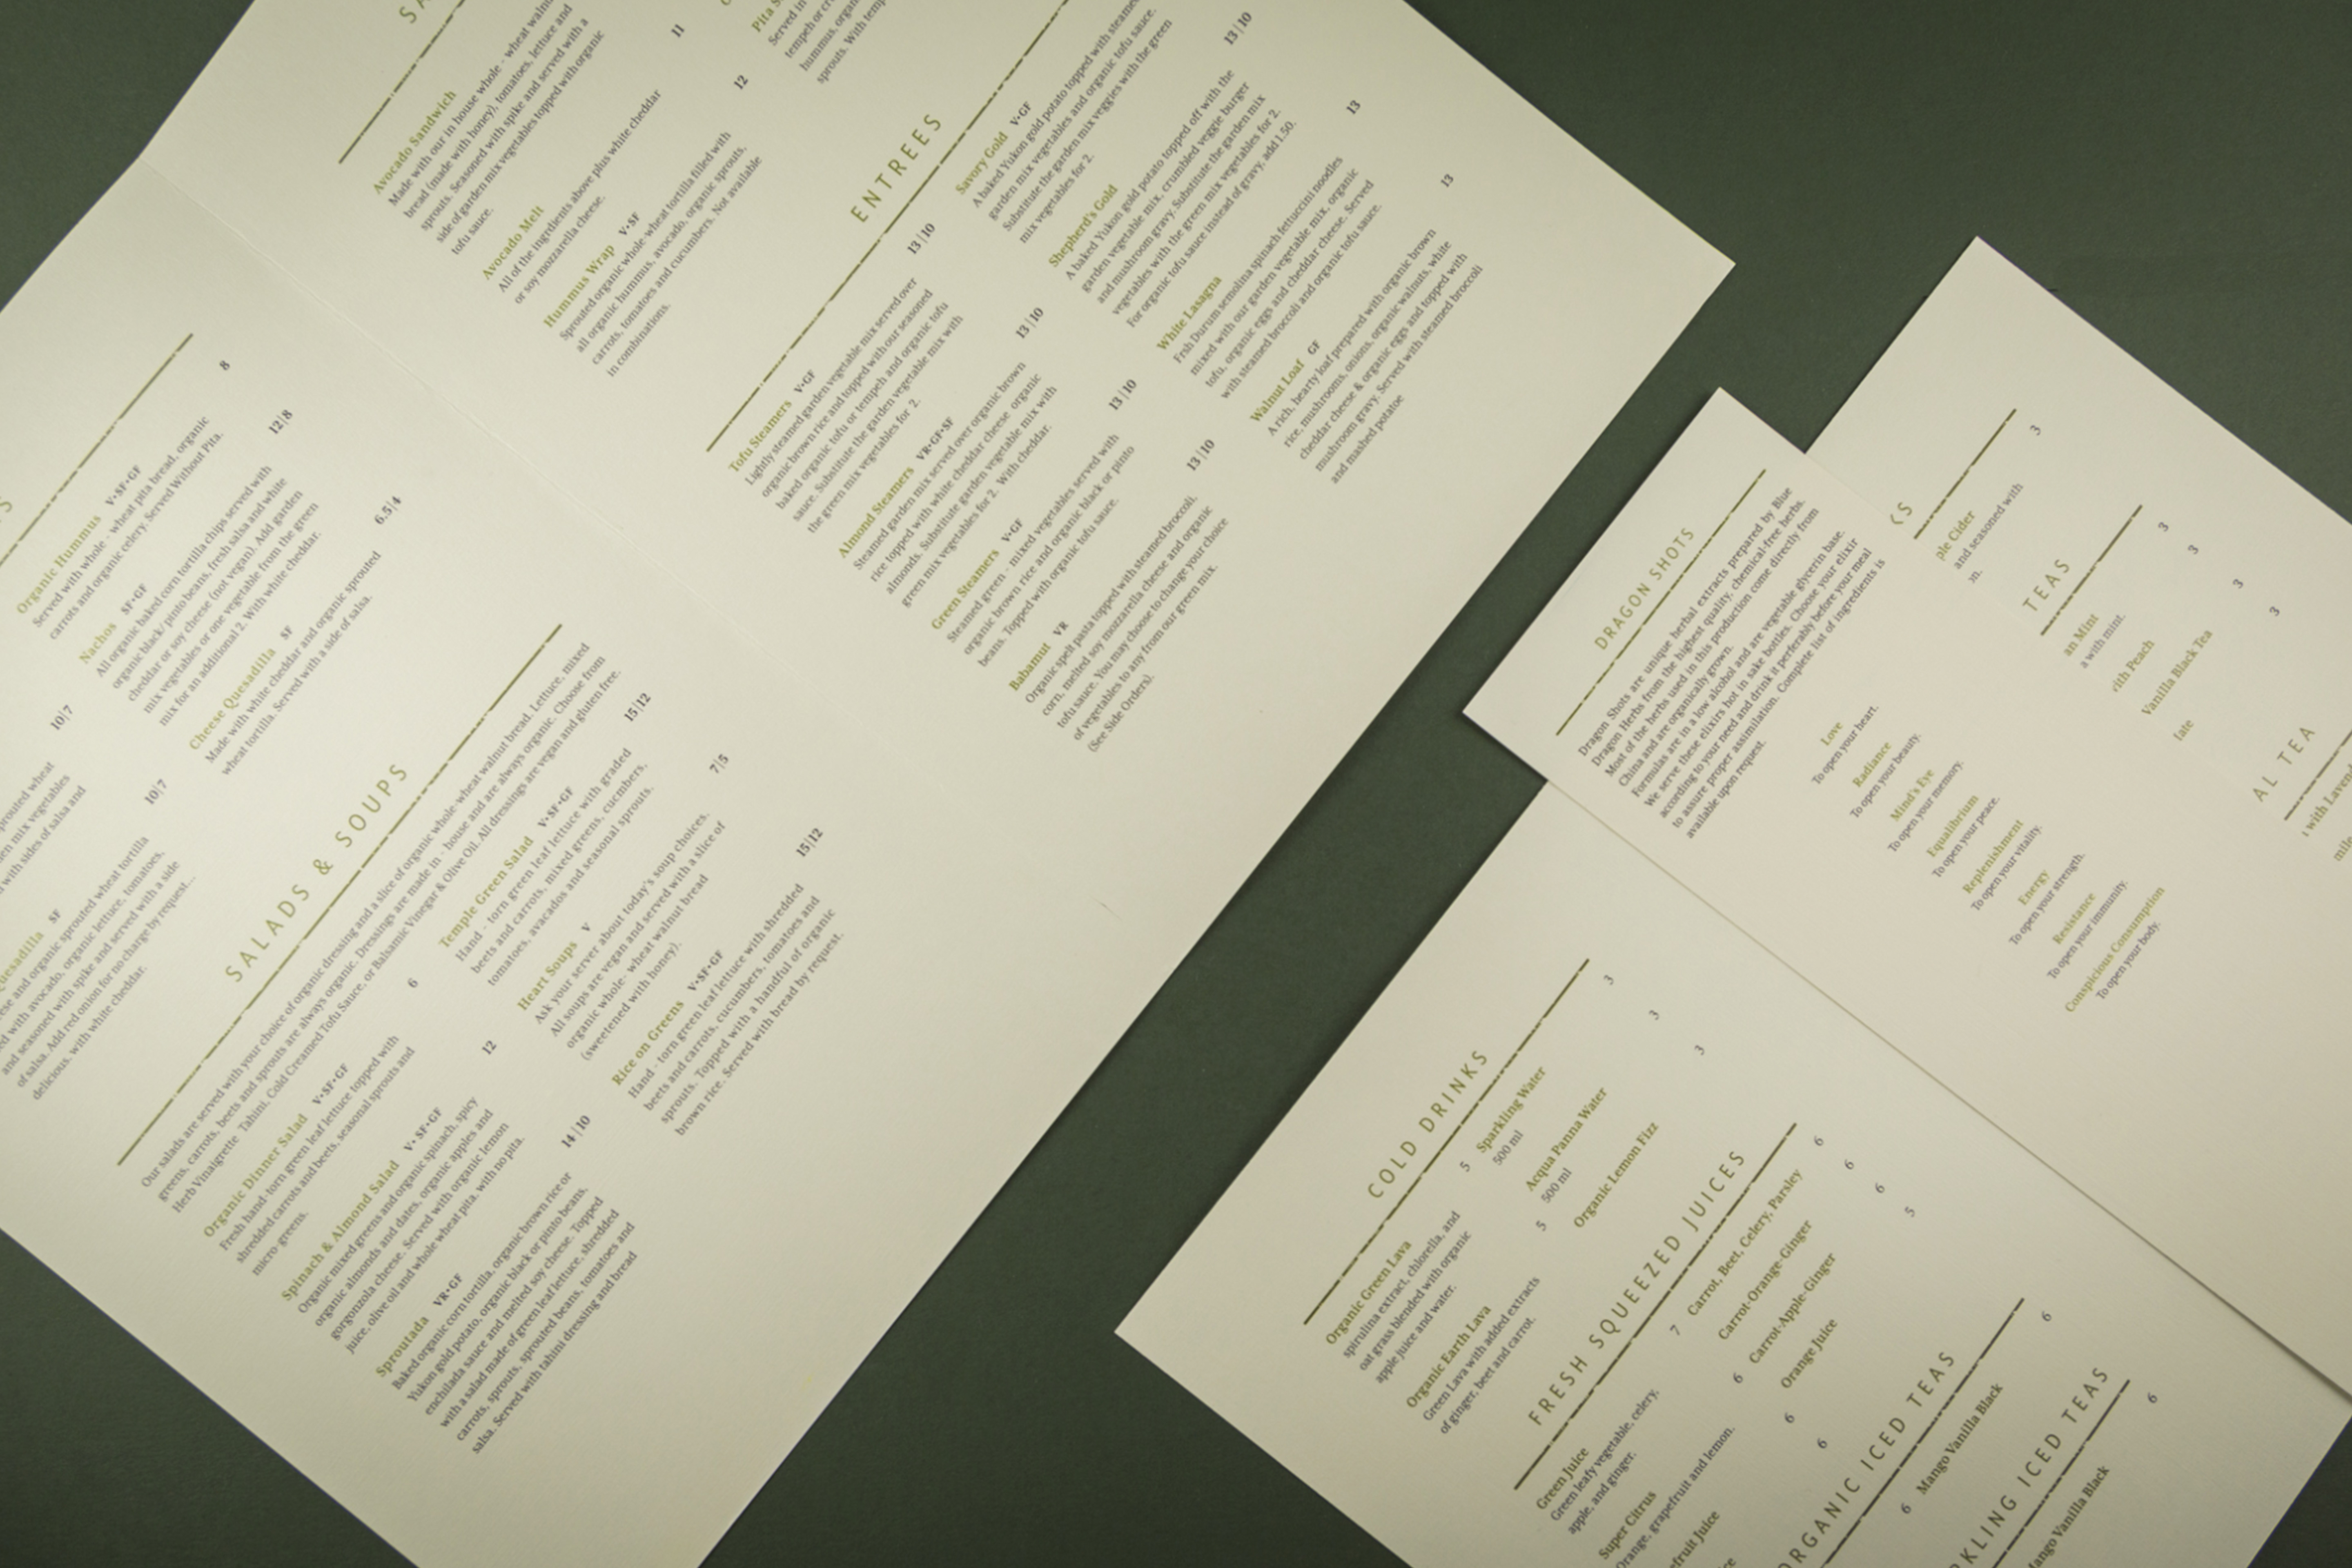 Organic Hummus V•SF•GF 8
Served with whole - wheat pita bread, organic
carrots and organic celery. Served Without Pita.
Nachos SF•GF 12|8
All organic baked corn tortilla chips served with
organic black/ pinto beans, fresh salsa and white
cheddar or soy cheese (not vegan). Add garden
mix vegetables or one vegetable from the green
mix for an additional 2. With white cheddar.
Cheese Quesadilla SF 6.5|4
Made with white cheddar and organic sprouted
wheat tortilla. Served with a side of salsa.
10|7
with sides of salsa and
SF 10|7
and organic sprouted wheat tortilla
with avocado, organic lettuce, tomatoes,
and seasoned with spike and served with a side
of salsa. Add red onion for no charge by request...
delicious. with white cheddar.
SALADS & SOUPS
Our salads are served with your choice of organic dressing and a slice of organic whole-wheat walnut bread. Lettuce, mixed
greens, carrots, beets and sprouts are always organic. Dressings are made in - house and are always organic. Choose from
Herb Vinaigrette Tahini, Cold Creamed Tofu Sauce, or Balsamic Vinegar & Olive Oil. All dressings are vegan and gluten free.
Organic Dinner Salad V•SF•GF 6
Fresh hand-torn green leaf lettuce topped with
shredded carrots and beets, seasonal sprouts and
micro-greens.
Spinach & Almond Salad V• SF•GF 12
Organic mixed greens and organic spinach, spicy
organic almonds and dates, organic apples and
gorgonzola cheese. Served with organic lemon
juice, olive oil and whole wheat pita. with no pita.
Sproutada VR•GF 14|10
Baked organic corn tortilla, organic brown rice or
Yukon gold potato, organic black or pinto beans,
enchilada sauce and melted soy cheese. Topped
with a salad made of green leaf lettuce, shredded
carrots, sprouts, sprouted beans, tomatoes and
salsa. Served with tahini dressing and bread
Temple Green Salad V•SF•GF 15|12
Hand - torn green leaf lettuce with graded
beets and carrots, mixed greens, cucmbers,
tomatoes, avacados and seasonal sprouts.
Heart Soups V 7|5
Ask your server about today's soup choices.
All soups are vegan and served with a slice of
organic whole- wheat walnut bread
(sweetened with honey).
Rice on Greens V•SF•GF 15|12
Hand - torn green leaf lettuce with shredded
beets and carrots, cucumbers, tomatoes and
sprouts. Topped with a handful of organic
brown rice. Served with bread by request.
Avocado Sandwich 11
Made with our in house whole - wheat walnut
bread (made with honey), tomatoes, lettuce and
sprouts. Seasoned with spike and served with a
side of garden mix vegetables topped with organic
tofu sauce.
Avocado Melt 12
All of the ingredients above plus white cheddar
or soy mozzarella cheese.
Hummus Wrap V•SF
Sprouted organic whole-wheat tortilla filled with
all organic hummus, avocado, organic sprouts,
carrots, tomatoes and cucumbers. Not available
in combinations.
Pita
Served in
tempeh or
hummus, organ
sprouts. With
ENTREES
Tofu Steamers V•GF 13|10
Lightly steamed garden vegetable mix served over
organic brown rice and topped with our seasoned
baked organic tofu or tempeh and organic tofu
sauce. Substitute the garden vegetable mix with
the green mix vegetables for 2.
Almond Steamers VR•GF•SF 13|10
Steamed garden mix served over organic brown
rice topped with white cheddar cheese organic
almonds. Substitute garden vegetable mix with
green mix vegetables for 2. With cheddar.
Green Steamers V•GF 13|10
Steamed green - mixed vegetables served with
organic brown rice and organic black or pinto
beans. Topped with organic tofu sauce.
Babamut VR 13|10
Organic spelt pasta topped with steamed broccoli,
corn, melted soy mozzarella cheese and organic
tofu sauce. You may choose to change your choice
of vegetables to any from our green mix.
(See Side Orders).
Savory Gold V•GF
A baked Yukon gold potato topped with steamed
garden mix vegetables and organic tofu sauce.
Substitute the garden mix veggies with the green
mix vegetables for 2.
Shepherd's Gold 13|10
A baked Yukon gold potato topped off with the
garden vegetable mix, crumbled veggie burger
and mushroom gravy. Substitute the garden mix
vegetables with the green mix vegetables for 2.
For organic tofu sauce instead of gravy, add 1.50.
White Lasagna 13
Frsh Durum semolina spinach fettuccini noodles
mixed with our garden vegetable mix, organic
tofu, organic eggs and cheddar cheese. Served
with steamed broccoli and organic tofu sauce.
Walnut Loaf GF 13
A rich, hearty loaf prepared with organic brown
rice, mushrooms, onions, organic walnuts, white
cheddar cheese & organic eggs and topped with
mushroom gravy. Served with steamed broccoli
and mashed potatoe
DRAGON SHOTS
Dragon Shots are unique herbal extracts prepared by Blue
Dragon Herbs from the highest quality, chemical-free herbs.
Most of the herbs used in this production come directly from
China and are organically grown.
Formulas are in a low alcohol and are vegetable glycerin base.
We serve these elixirs hot in sake bottles. Choose your elixir
according to your need and drink it perferably before your meal
to assure proper assimilation. Complete list of ingredients is
available upon request.
Love
To open your heart.
Radiance
To open your beauty.
Mind's Eye
To open your memory.
Equalibrium
To open your peace.
Replenishment
To open your vitality.
Energy
To open your strength.
Resistance
To open your immunity.
Conspicious Consumption
To open your body.
KS
ple Cider 3
and seasoned with
m.
TEAS
an Mint 3
a with mint.
ith Peach 3
Vanilla Black Tea 3
late 3
AL TEA
with Lavend
COLD DRINKS
Organic Green Lava 5
spirulina extract, chlorella, and
oat grass blended with organic
apple juice and water.
Organic Earth Lava 5
Green Lava with added extracts
of ginger, beet and carrot.
Sparkling Water 3
500 ml
Acqua Panna Water 3
500 ml
Organic Lemon Fizz 3
FRESH SQUEEZED JUICES
Green Juice 7
Green leafy vegetable, celery,
apple, and ginger.
Super Citrus 6
Orange, grapefruit and lemon.
efruit Juice 6
6
Carrot, Beet, Celery, Parsley 6
Carrot-Orange-Ginger 6
Carrot-Apple-Ginger 6
Orange Juice 5
ORGANIC ICED TEAS
6
Mango Vanilla Black 6
RKLING ICED TEAS
Mango Vanilla Black 6